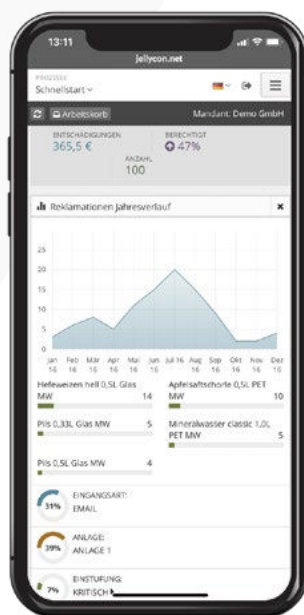 13:11
jellycon.net
PROZESSE
Schnellstart
Arbeitskorb
Mandant: Demo GmbH
ENTSCHÄDIGUNGEN
365,5 €
BERECHTIGT
47%
ANZAHL
100
Reklamationen Jahresverlauf
25
20
15
10
5
0
Jan 16 Feb 16 Mär 16 Apr 16 Mai 16 Jun 16 Jul 16 Aug 16 Sep 16 Okt 16 Nov 16 Dez 16
Hefeweizen hell 0,5L Glas MW 14
Apfelsaftschorle 0,5L PET MW 10
Pils 0,33L Glas MW 5
Mineralwasser classic 1,0L PET MW 5
Pils 0,5L Glas MW 4
31%
EINGANGSART:
EMAIL
39%
ANLAGE:
ANLAGE 1
7%
EINSTUFUNG:
KRITISCH